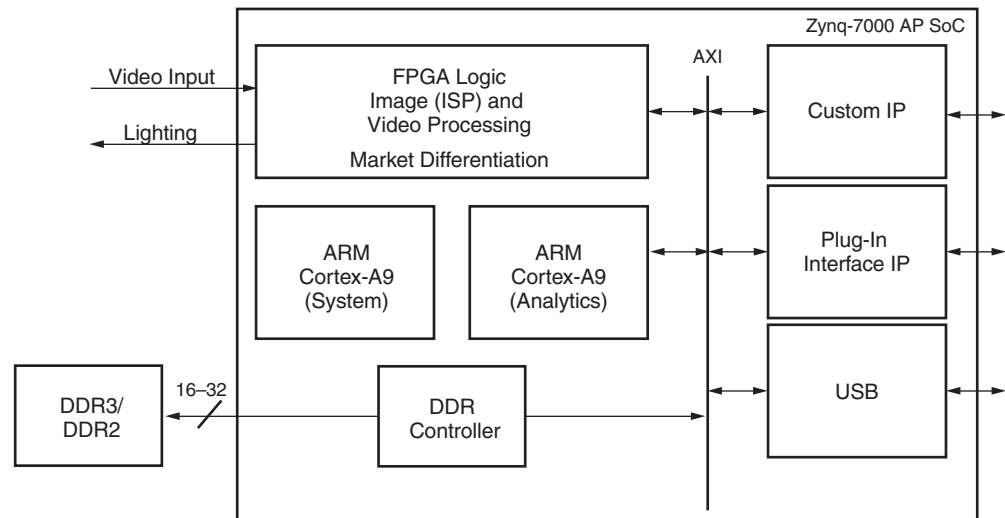 Zynq-7000 AP SoC
Video Input
Lighting
FPGA Logic
Image (ISP) and
Video Processing
Market Differentiation
AXI
Custom IP
ARM
Cortex-A9
(System)
ARM
Cortex-A9
(Analytics)
Plug-In
Interface IP
DDR3/
DDR2
16–32
DDR
Controller
USB